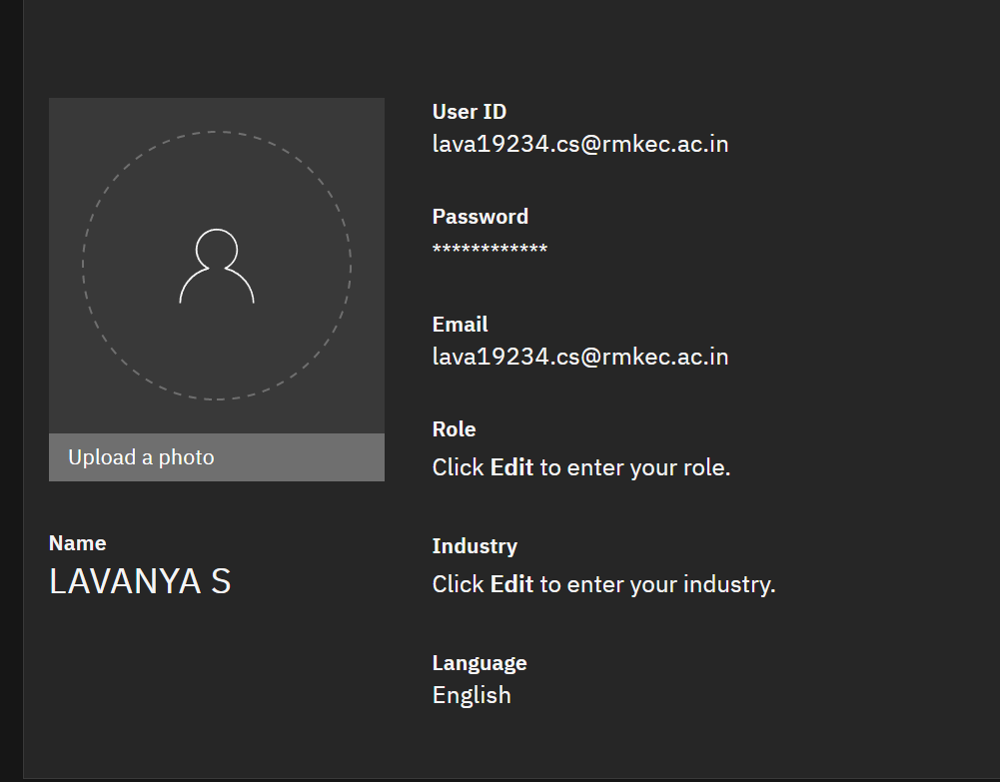 Upload a photo
Name
LAVANYA S
User ID
lava19234.cs@rmkec.ac.in
Password
************
Email
lava19234.cs@rmkec.ac.in
Role
Click Edit to enter your role.
Industry
Click Edit to enter your industry.
Language
English